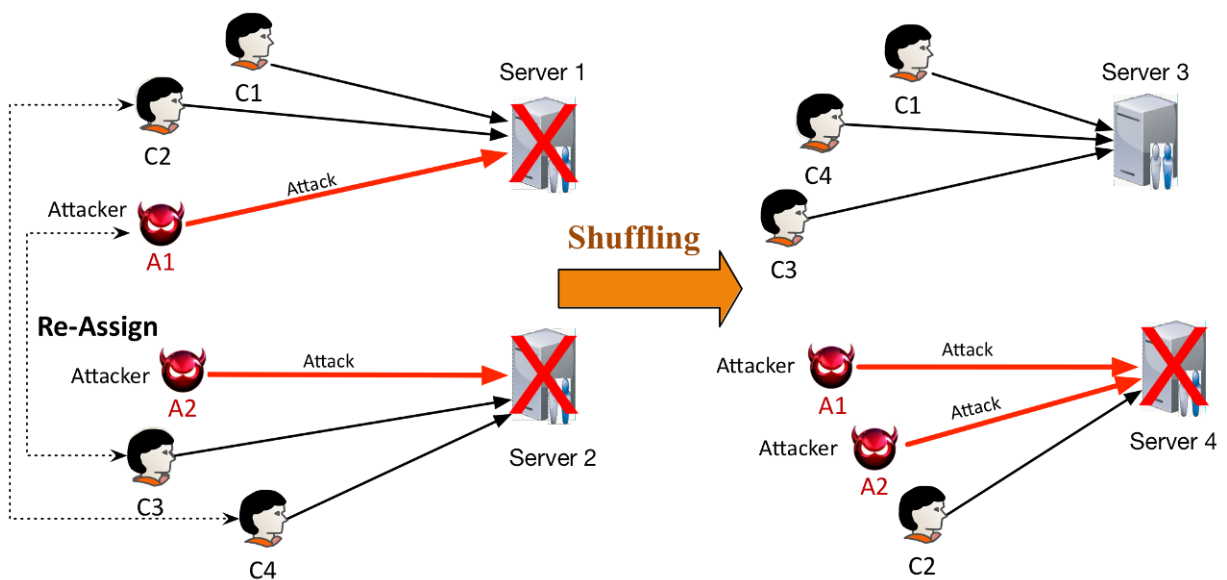 C1
Server 1
C2
Attack
Attacker
A1
Re-Assign
Attack
Attacker
A2
Server 2
C3
C4
Shuffling
Server 3
C1
C4
C3
Attack
Attacker
A1
Attack
Attacker
A2
Server 4
C2